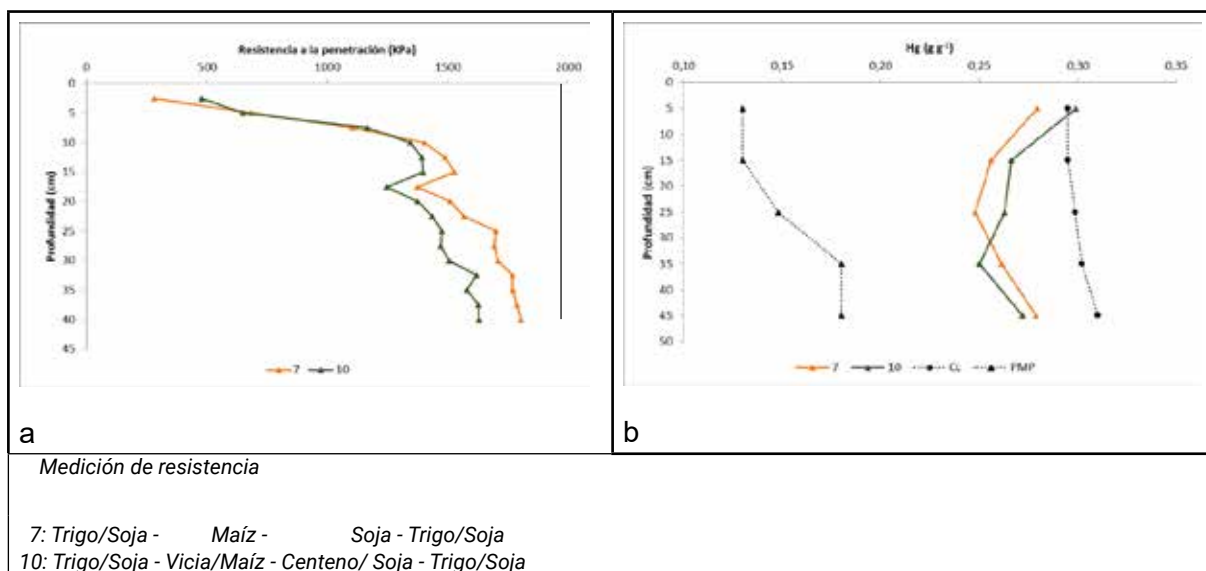 Resistencia a la penetración (KPa)
0 500 1000 1500 2000
Profundidad (cm)
0
5
10
15
20
25
30
35
40
45
7 10
a
Hg (g g⁻¹)
0,10 0,15 0,20 0,25 0,30 0,35
Profundidad (cm)
0
5
10
15
20
25
30
35
40
45
50
7 10 CC PMP
b
Medición de resistencia
7: Trigo/Soja - Maíz - Soja - Trigo/Soja
10: Trigo/Soja - Vicia/Maíz - Centeno/ Soja - Trigo/Soja